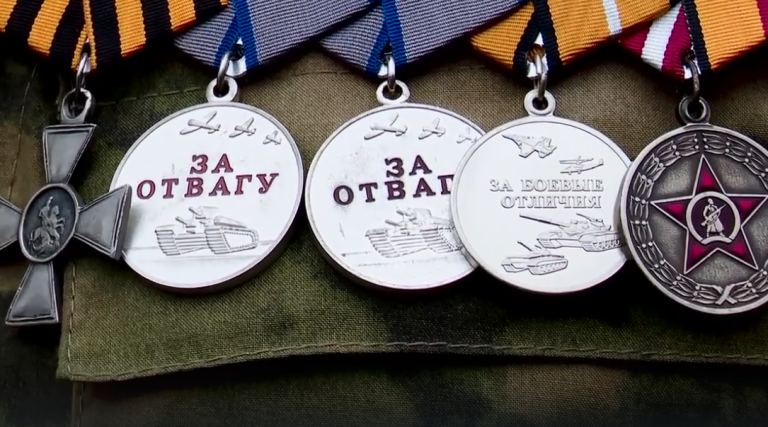 ЗА
ОТВАГУ
ЗА
ОТВАГ
ЗА БОЕВЫЕ
ОТЛИЧИЯ